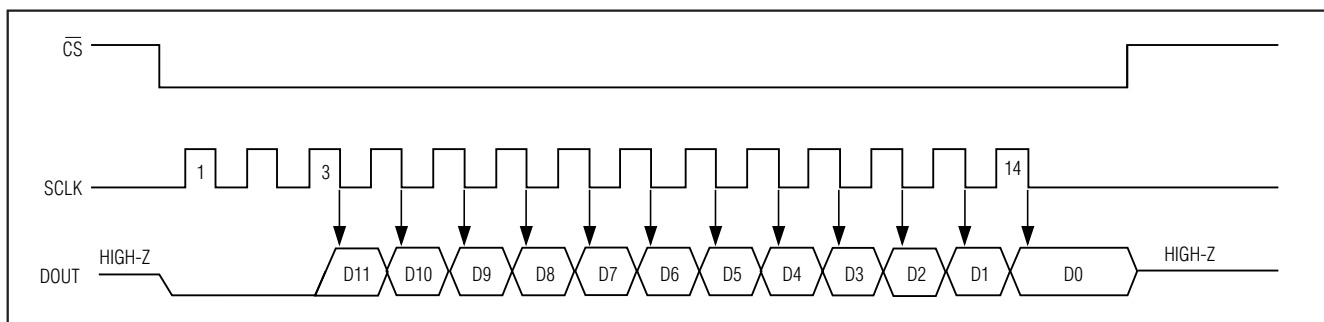 C̅S̅
1 3 14
SCLK
HIGH-Z HIGH-Z
DOUT D11 D10 D9 D8 D7 D6 D5 D4 D3 D2 D1 D0